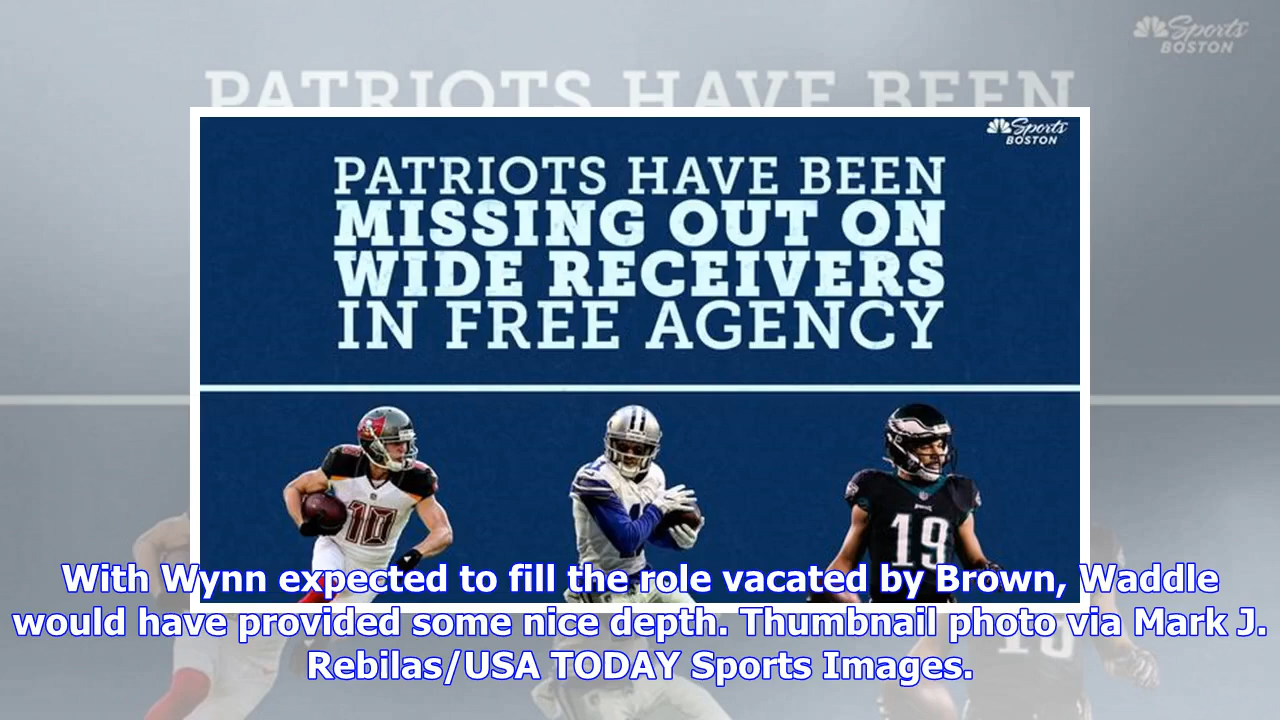 Sports
BOSTON
PATRIOTS HAVE BEEN
Sports
BOSTON
PATRIOTS HAVE BEEN
MISSING OUT ON
WIDE RECEIVERS
IN FREE AGENCY
10
11
19
With Wynn expected to fill the role vacated by Brown, Waddle
would have provided some nice depth. Thumbnail photo via Mark J.
Rebilas/USA TODAY Sports Images.